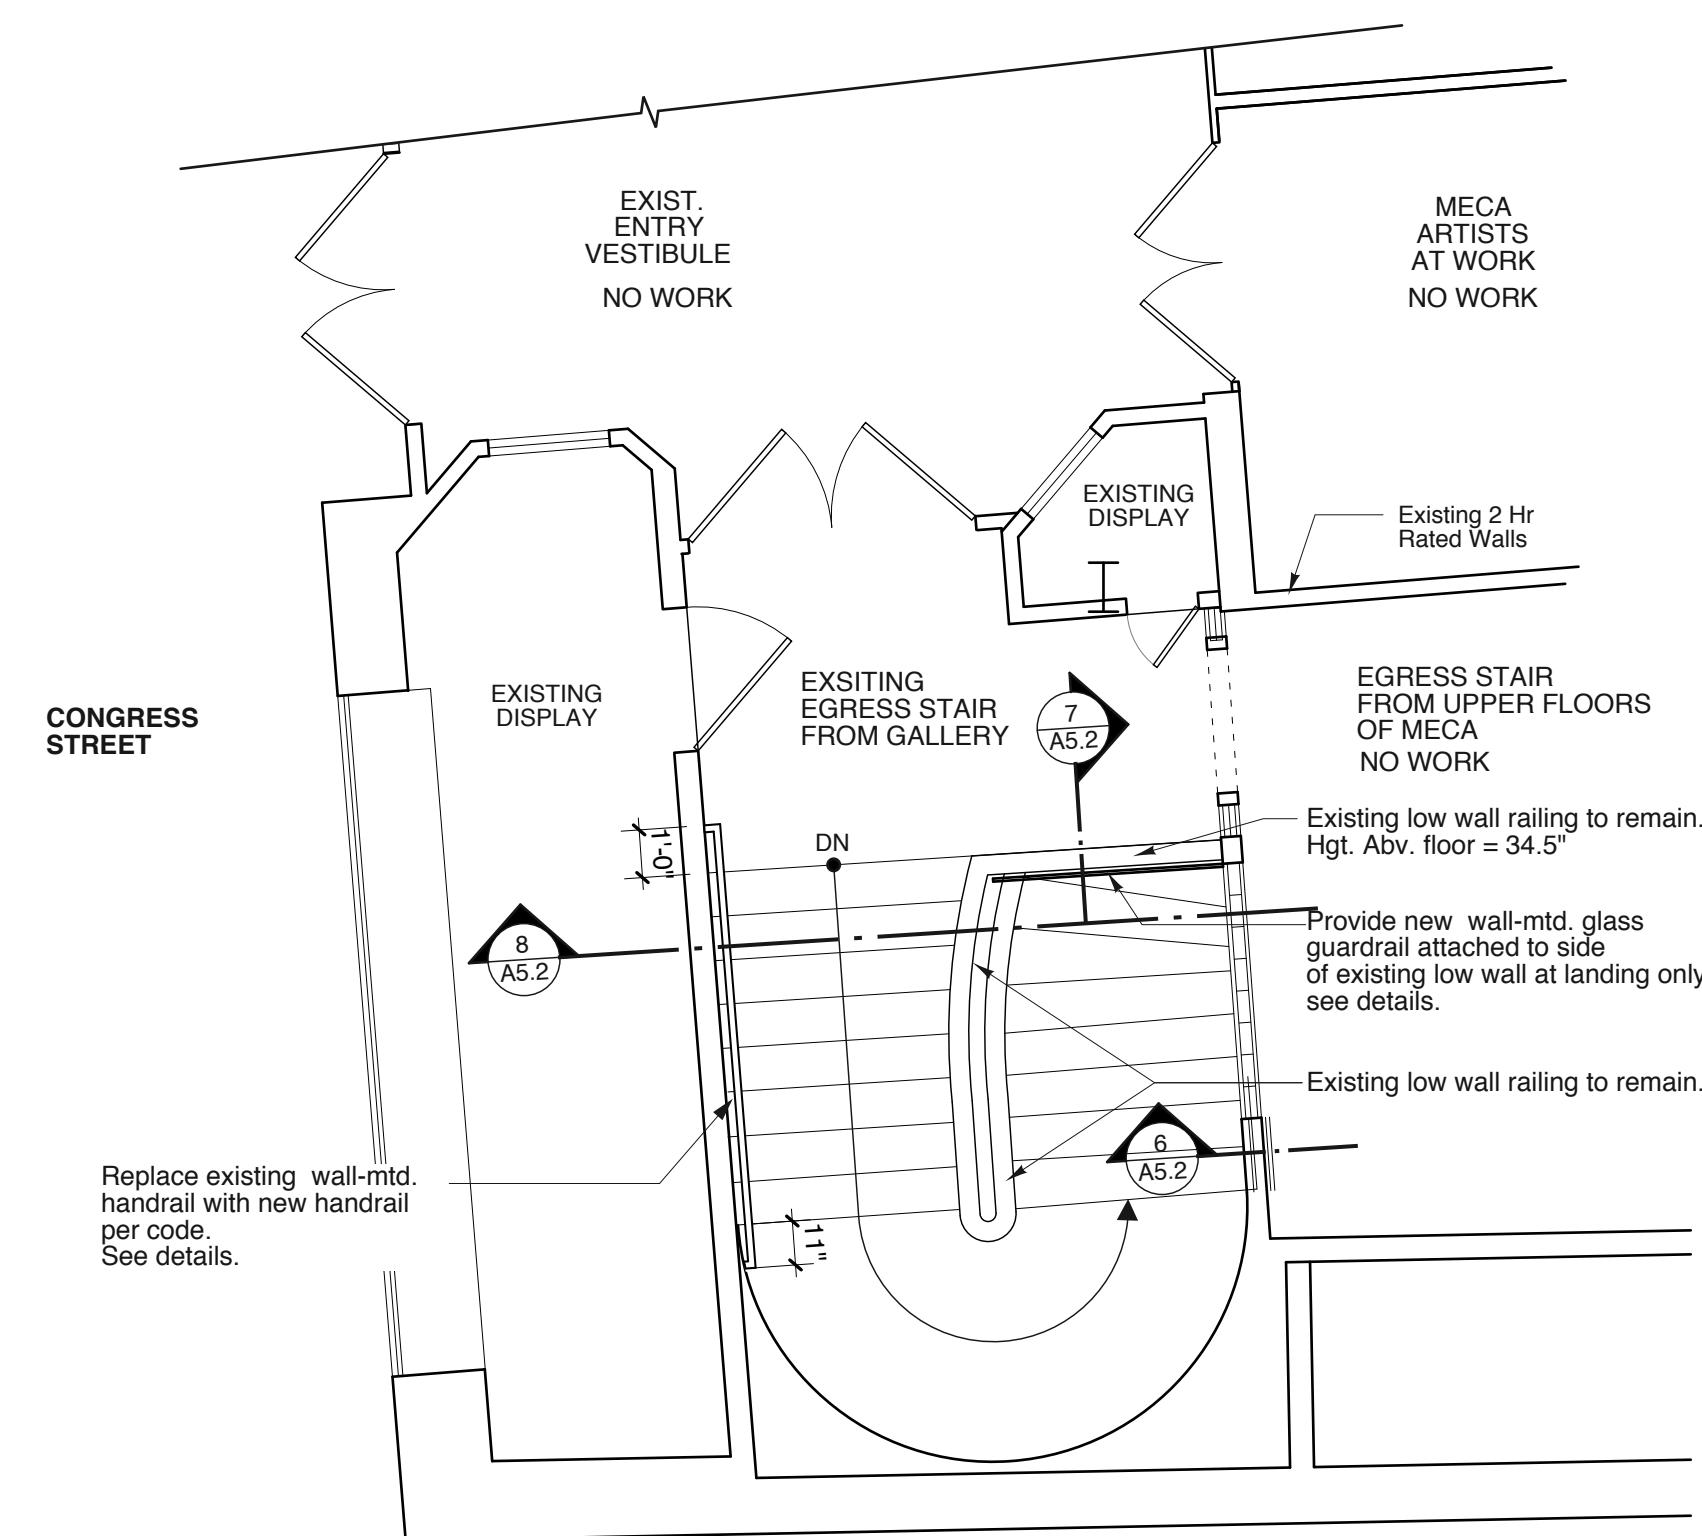 EXIST.
ENTRY
VESTIBULE
NO WORK
MECA
ARTISTS
AT WORK
NO WORK
EXISTING
DISPLAY
Existing 2 Hr
Rated Walls
CONGRESS
STREET
EXISTING
DISPLAY
EXSITING
EGRESS STAIR
FROM GALLERY
7
A5.2
EGRESS STAIR
FROM UPPER FLOORS
OF MECA
NO WORK
1'-0"
DN
Existing low wall railing to remain.
Hgt. Abv. floor = 34.5"
8
A5.2
Provide new wall-mtd. glass
guardrail attached to side
of existing low wall at landing only
see details.
Existing low wall railing to remain.
6
A5.2
Replace existing wall-mtd.
handrail with new handrail
per code.
See details.
11"